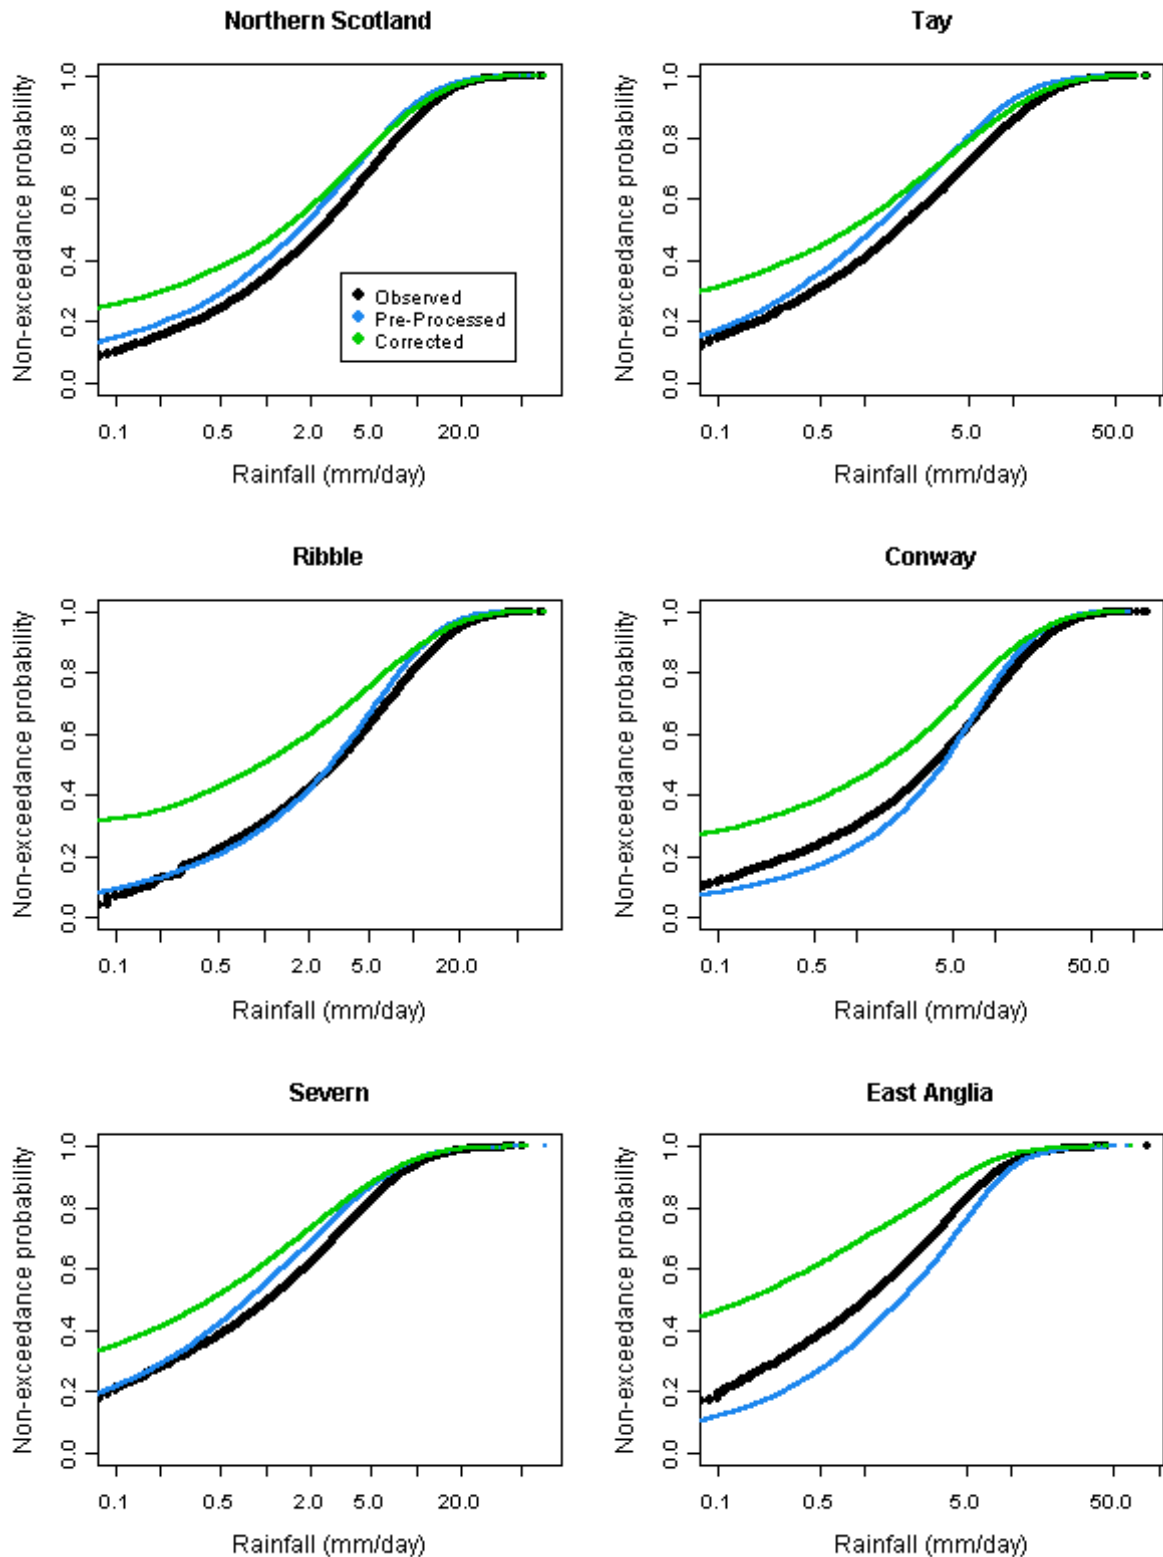 Northern Scotland
Non-exceedance probability
0.0 0.2 0.4 0.6 0.8 1.0
Observed
Pre-Processed
Corrected
0.1 0.5 2.0 5.0 20.0
Rainfall (mm/day)
Tay
Non-exceedance probability
0.0 0.2 0.4 0.6 0.8 1.0
0.1 0.5 5.0 50.0
Rainfall (mm/day)
Ribble
Non-exceedance probability
0.0 0.2 0.4 0.6 0.8 1.0
0.1 0.5 2.0 5.0 20.0
Rainfall (mm/day)
Conway
Non-exceedance probability
0.0 0.2 0.4 0.6 0.8 1.0
0.1 0.5 5.0 50.0
Rainfall (mm/day)
Severn
Non-exceedance probability
0.0 0.2 0.4 0.6 0.8 1.0
0.1 0.5 2.0 5.0 20.0
Rainfall (mm/day)
East Anglia
Non-exceedance probability
0.0 0.2 0.4 0.6 0.8 1.0
0.1 0.5 5.0 50.0
Rainfall (mm/day)